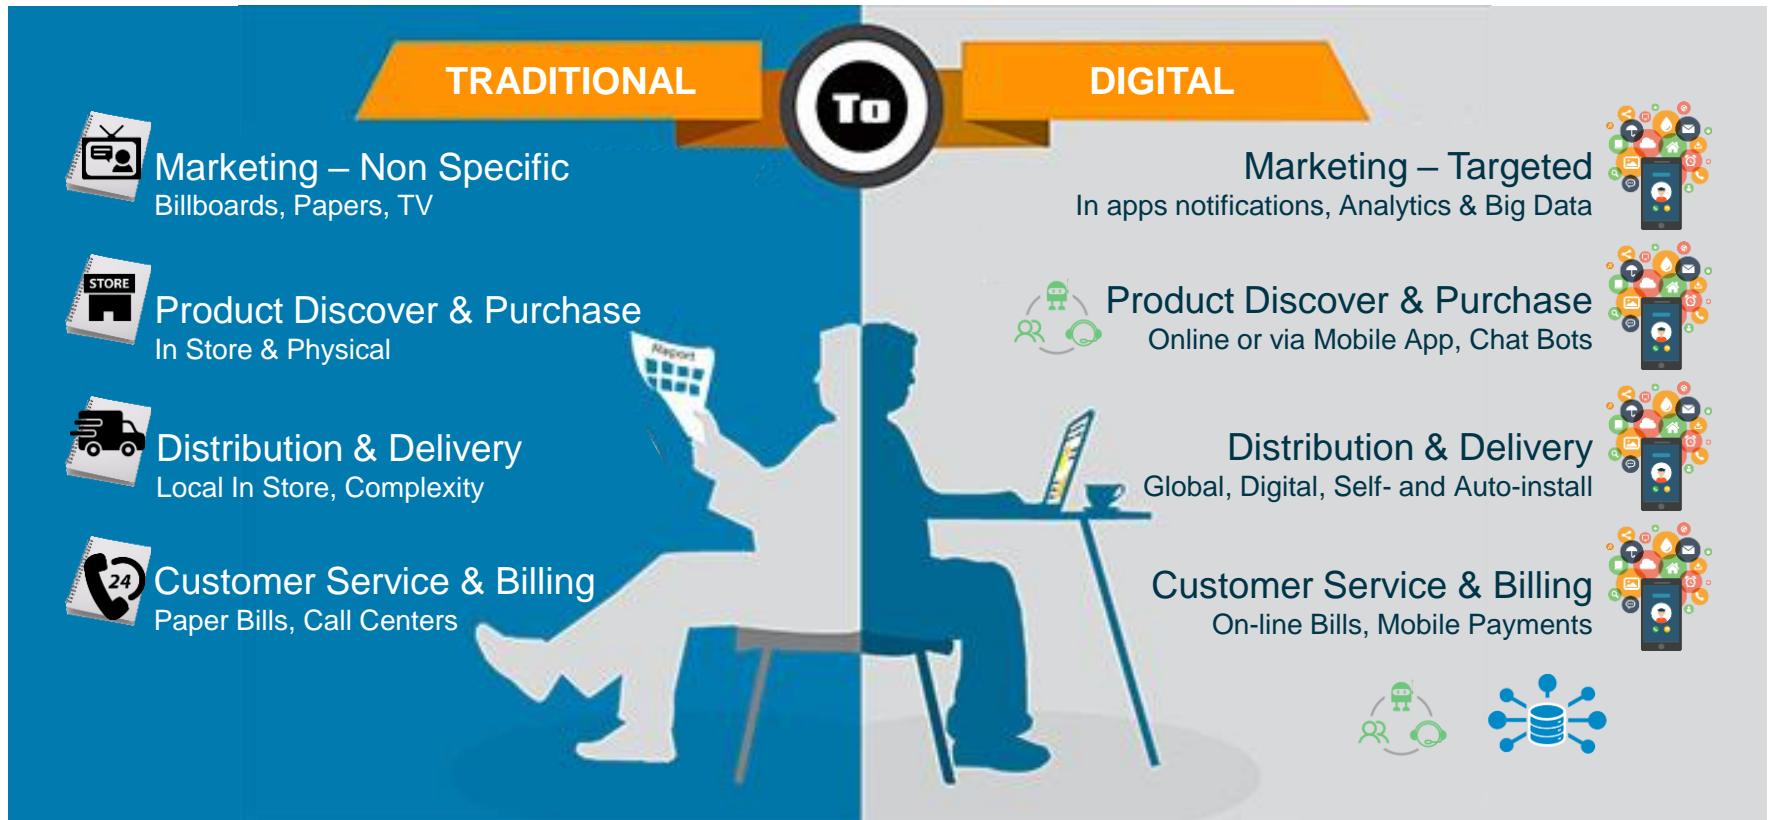 TRADITIONAL
To
DIGITAL
Marketing – Non Specific
Billboards, Papers, TV
STORE
Product Discover & Purchase
In Store & Physical
Distribution & Delivery
Local In Store, Complexity
24
Customer Service & Billing
Paper Bills, Call Centers
Report
Marketing – Targeted
In apps notifications, Analytics & Big Data
Product Discover & Purchase
Online or via Mobile App, Chat Bots
Distribution & Delivery
Global, Digital, Self- and Auto-install
Customer Service & Billing
On-line Bills, Mobile Payments